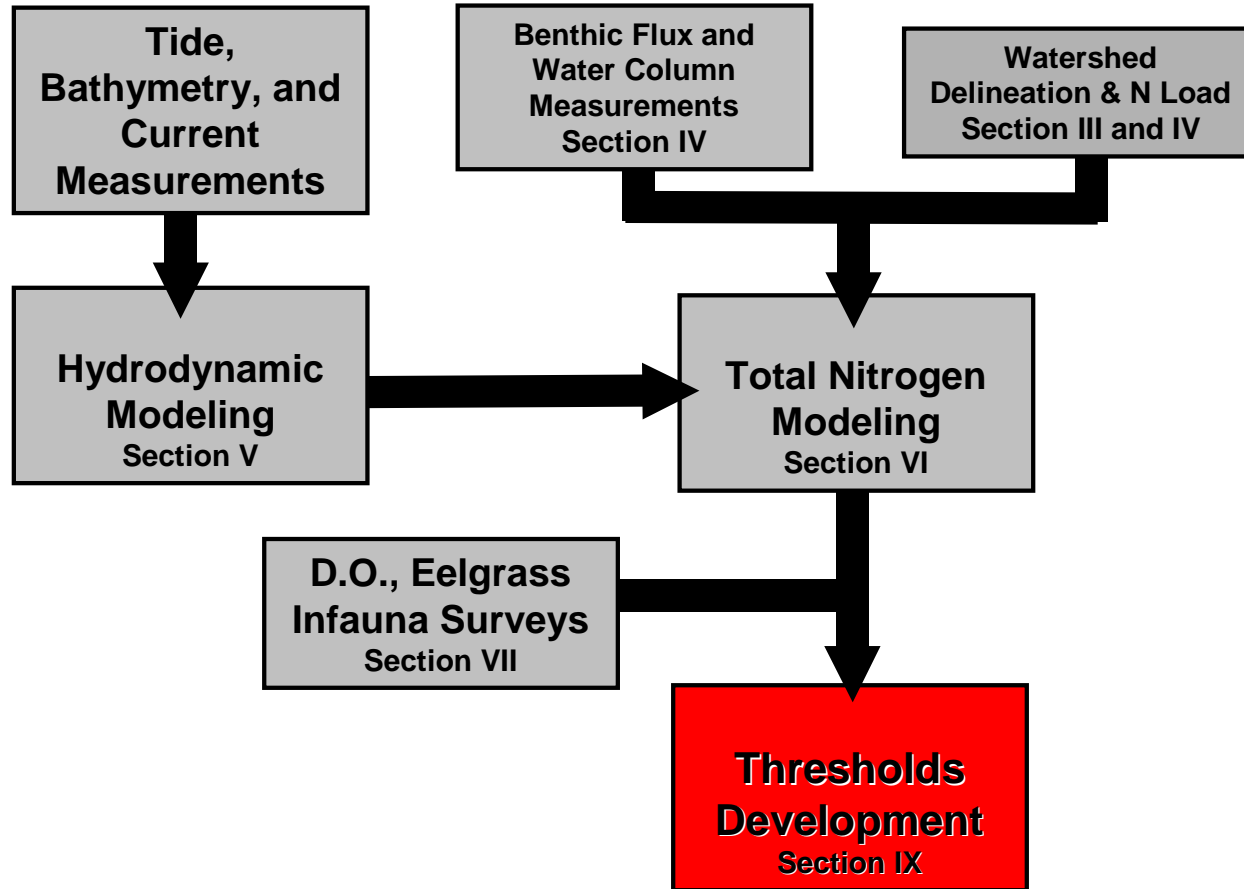 Tide,
Bathymetry, and
Current
Measurements
Benthic Flux and
Water Column
Measurements
Section IV
Watershed
Delineation & N Load
Section III and IV
Hydrodynamic
Modeling
Section V
Total Nitrogen
Modeling
Section VI
D.O., Eelgrass
Infauna Surveys
Section VII
Thresholds
Development
Section IX